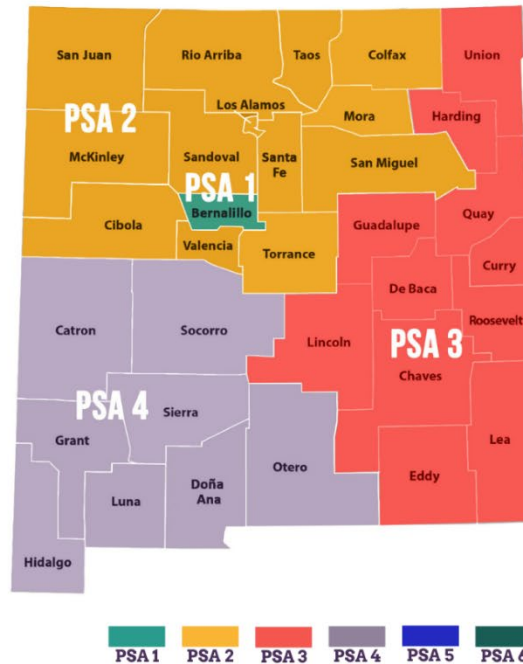 San Juan
Rio Arriba
Taos
Colfax
Union
Los Alamos
PSA 2
Mora
Harding
McKinley
Sandoval
Santa
Fe
San Miguel
PSA 1
Bernalillo
Guadalupe
Quay
Cibola
Valencia
Torrance
Curry
De Baca
Catron
Socorro
Lincoln
PSA 3
Roosevelt
Chaves
PSA 4
Sierra
Grant
Lea
Otero
Eddy
Luna
Doña
Ana
Hidalgo
PSA 1
PSA 2
PSA 3
PSA 4
PSA 5
PSA 6